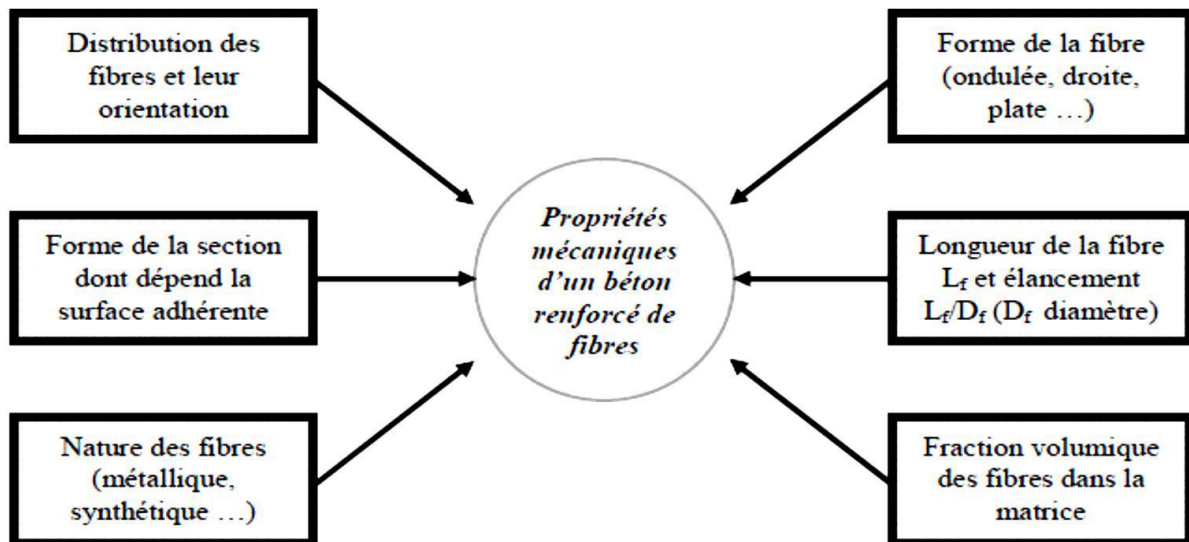 Distribution des
fibres et leur
orientation
Forme de la section
dont dépend la
surface adhérente
Nature des fibres
(métallique,
synthétique …)
Propriétés
mécaniques
d’un béton
renforcé de
fibres
Forme de la fibre
(ondulée, droite,
plate …)
Longueur de la fibre
Lf et élancement
Lf/Df (Df diamètre)
Fraction volumique
des fibres dans la
matrice